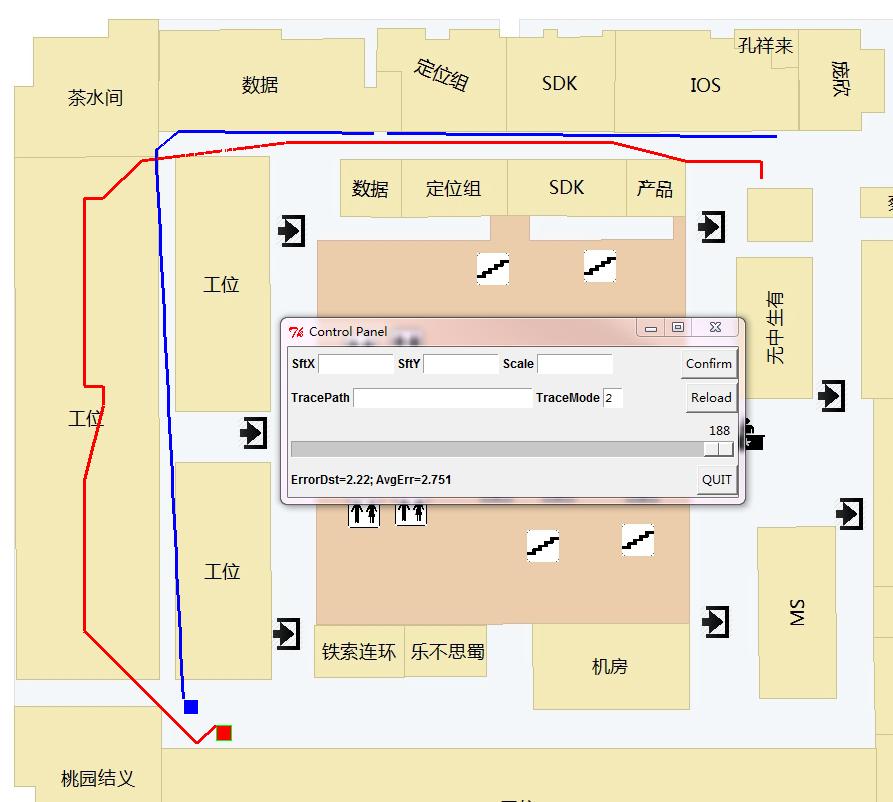 孔祥来
茶水间
数据
定位组
SDK
IOS
庞欣
数据
定位组
SDK
产品
工位
无中生有
Control Panel
SftX SftY Scale Confirm
TracePath TraceMode 2 Reload
188
工位
ErrorDst=2.22; AvgErr=2.751 QUIT
工位
MS
铁索连环
乐不思蜀
机房
桃园结义